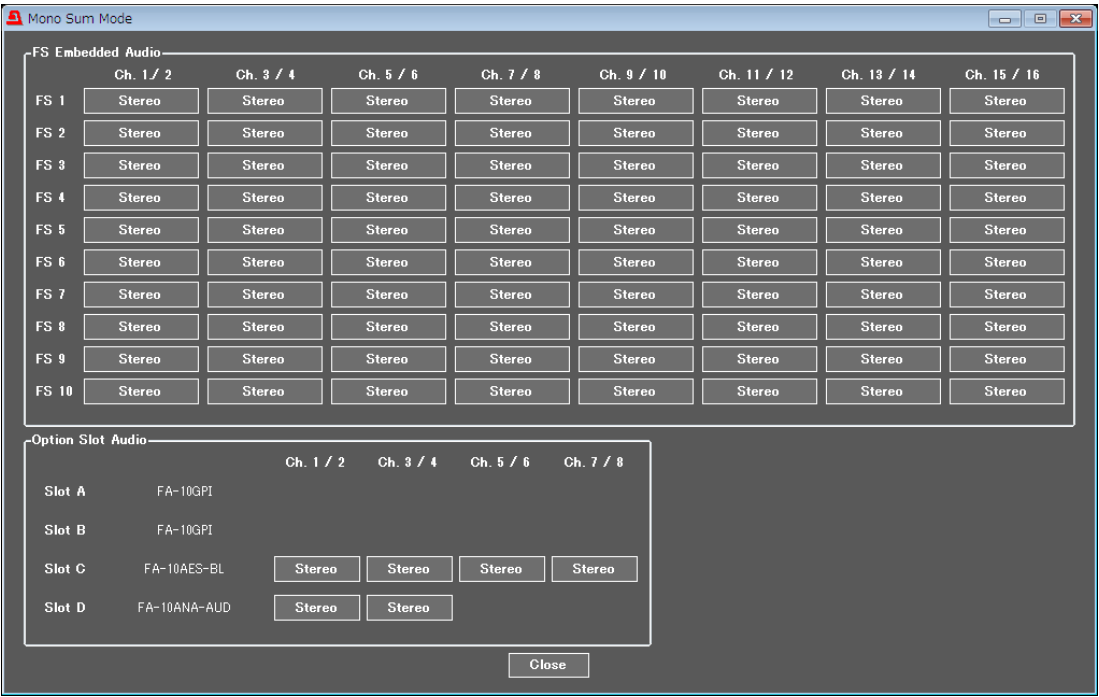 Mono Sum Mode
FS Embedded Audio
Ch. 1 / 2 Ch. 3 / 4 Ch. 5 / 6 Ch. 7 / 8 Ch. 9 / 10 Ch. 11 / 12 Ch. 13 / 14 Ch. 15 / 16
FS 1 Stereo Stereo Stereo Stereo Stereo Stereo Stereo Stereo
FS 2 Stereo Stereo Stereo Stereo Stereo Stereo Stereo Stereo
FS 3 Stereo Stereo Stereo Stereo Stereo Stereo Stereo Stereo
FS 4 Stereo Stereo Stereo Stereo Stereo Stereo Stereo Stereo
FS 5 Stereo Stereo Stereo Stereo Stereo Stereo Stereo Stereo
FS 6 Stereo Stereo Stereo Stereo Stereo Stereo Stereo Stereo
FS 7 Stereo Stereo Stereo Stereo Stereo Stereo Stereo Stereo
FS 8 Stereo Stereo Stereo Stereo Stereo Stereo Stereo Stereo
FS 9 Stereo Stereo Stereo Stereo Stereo Stereo Stereo Stereo
FS 10 Stereo Stereo Stereo Stereo Stereo Stereo Stereo Stereo
Option Slot Audio
Ch. 1 / 2 Ch. 3 / 4 Ch. 5 / 6 Ch. 7 / 8
Slot A FA-10GPI
Slot B FA-10GPI
Slot C FA-10AES-BL Stereo Stereo Stereo Stereo
Slot D FA-10ANA-AUD Stereo Stereo
Close